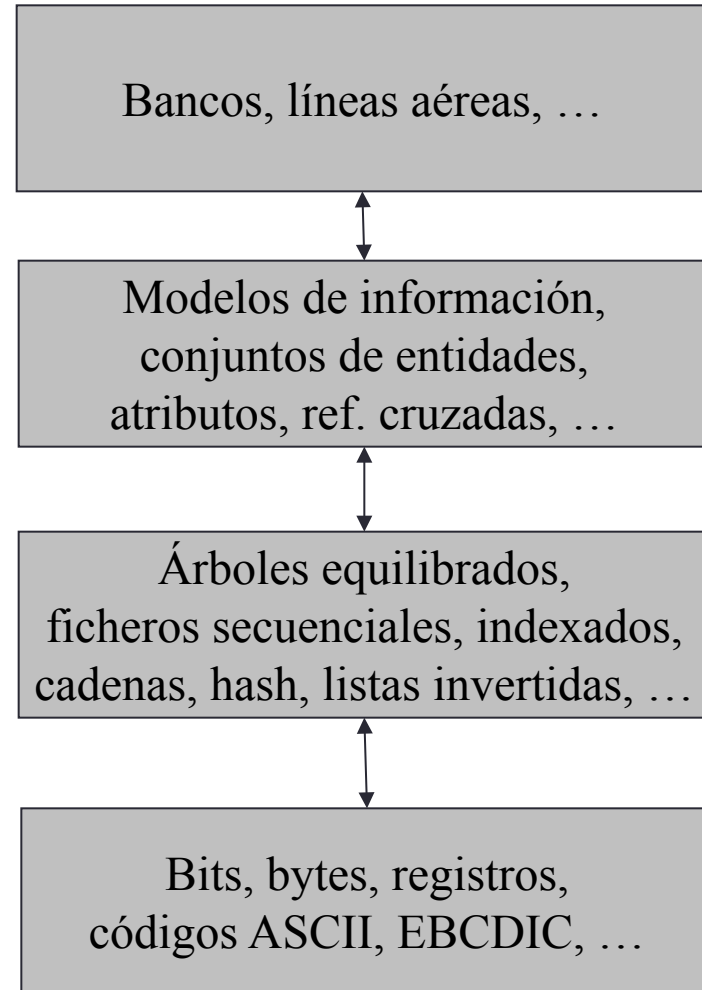 Bancos, líneas aéreas, …
Modelos de información,
conjuntos de entidades,
atributos, ref. cruzadas, …
Árboles equilibrados,
ficheros secuenciales, indexados,
cadenas, hash, listas invertidas, …
Bits, bytes, registros,
códigos ASCII, EBCDIC, …